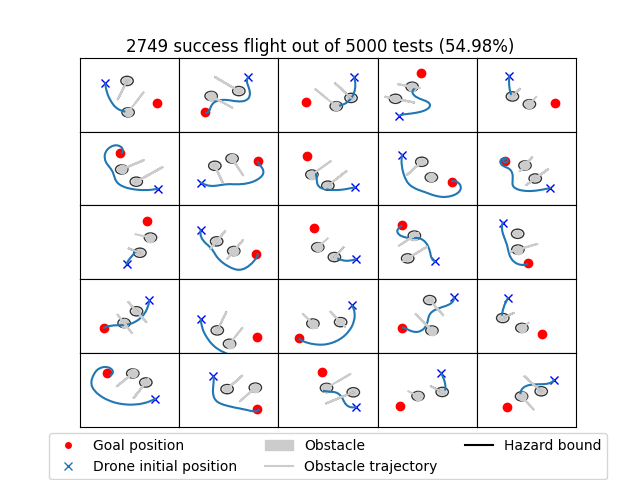 2749 success flight out of 5000 tests (54.98%)
Goal position
Drone initial position
Obstacle
Obstacle trajectory
Hazard bound